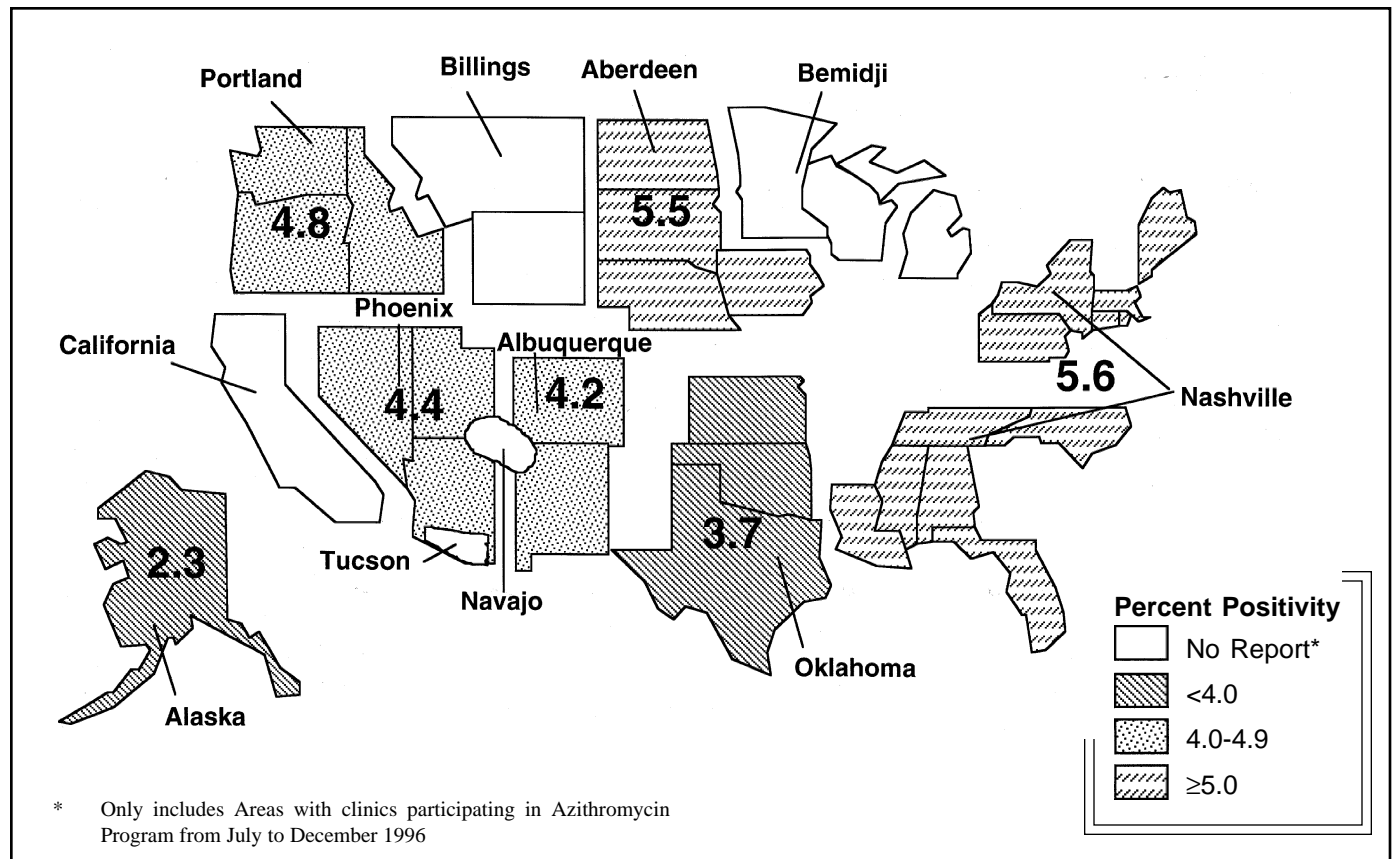 Portland
Billings
Aberdeen
Bemidji
4.8
5.5
Phoenix
California
Albuquerque
4.4
4.2
5.6
Nashville
2.3
3.7
Tucson
Navajo
Oklahoma
Alaska
Percent Positivity
No Report*
<4.0
4.0-4.9
≥5.0
* Only includes Areas with clinics participating in Azithromycin
Program from July to December 1996